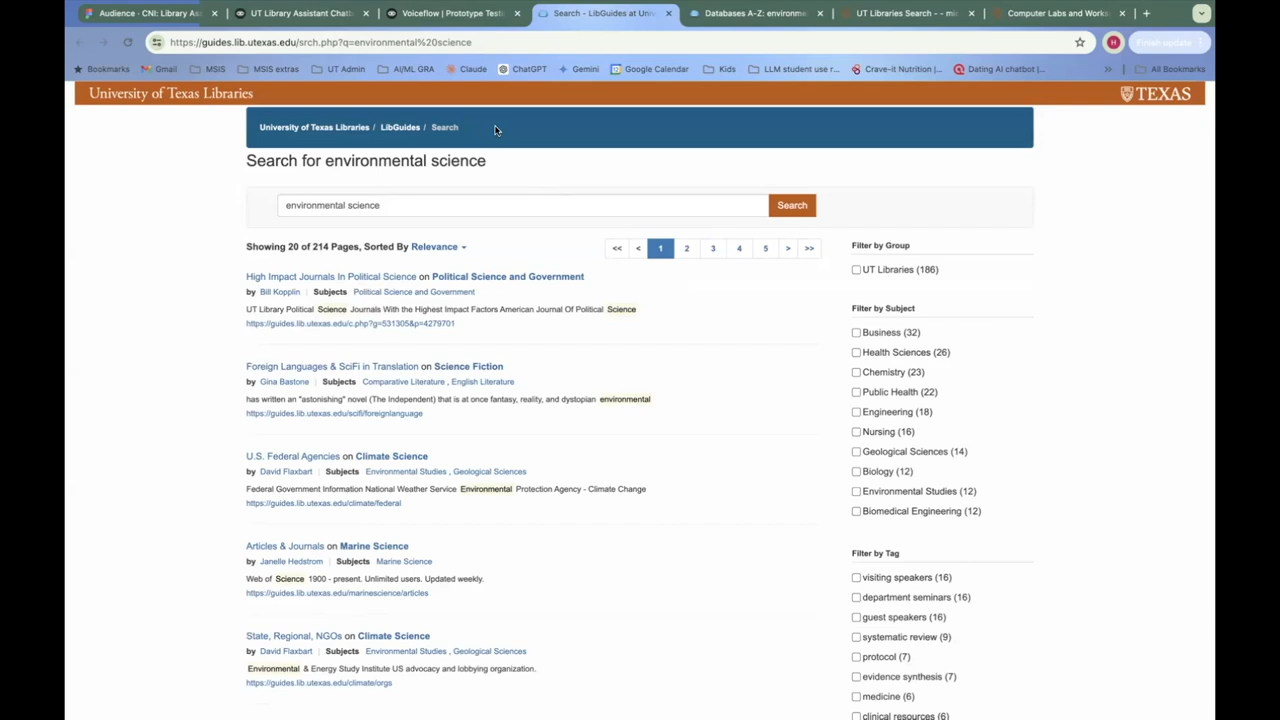 Audience · CNI: Library As
UT Library Assistant Chatb
Voiceflow | Prototype Testi
Search - LibGuides at Univ
Databases A-Z: environme
UT Libraries Search - - mic
Computer Labs and Works
https://guides.lib.utexas.edu/srch.php?q=environmental%20science
H
Finish update
Bookmarks
Gmail
MSIS
MSIS extras
UT Admin
AI/ML GRA
Claude
ChatGPT
Gemini
Google Calendar
Kids
LLM student use r...
Crave-it Nutrition |...
Dating AI chatbot |...
»
All Bookmarks
University of Texas Libraries
TEXAS
University of Texas Libraries / LibGuides / Search
Search for environmental science
environmental science
Search
Showing 20 of 214 Pages, Sorted By Relevance
<< < 1 2 3 4 5 > >>
High Impact Journals In Political Science on Political Science and Government
by Bill Kopplin | Subjects Political Science and Government
UT Library Political Science Journals With the Highest Impact Factors American Journal Of Political Science
https://guides.lib.utexas.edu/c.php?g=531305&p=4279701
Foreign Languages & SciFi in Translation on Science Fiction
by Gina Bastone | Subjects Comparative Literature , English Literature
has written an "astonishing" novel (The Independent) that is at once fantasy, reality, and dystopian environmental
https://guides.lib.utexas.edu/scifi/foreignlanguage
U.S. Federal Agencies on Climate Science
by David Flaxbart | Subjects Environmental Studies , Geological Sciences
Federal Government Information National Weather Service Environmental Protection Agency - Climate Change
https://guides.lib.utexas.edu/climate/federal
Articles & Journals on Marine Science
by Janelle Hedstrom | Subjects Marine Science
Web of Science 1900 - present. Unlimited users. Updated weekly.
https://guides.lib.utexas.edu/marinescience/articles
State, Regional, NGOs on Climate Science
by David Flaxbart | Subjects Environmental Studies , Geological Sciences
Environmental & Energy Study Institute US advocacy and lobbying organization.
https://guides.lib.utexas.edu/climate/orgs
Filter by Group
UT Libraries (186)
Filter by Subject
Business (32)
Health Sciences (26)
Chemistry (23)
Public Health (22)
Engineering (18)
Nursing (16)
Geological Sciences (14)
Biology (12)
Environmental Studies (12)
Biomedical Engineering (12)
Filter by Tag
visiting speakers (16)
department seminars (16)
guest speakers (16)
systematic review (9)
protocol (7)
evidence synthesis (7)
medicine (6)
clinical resources (6)